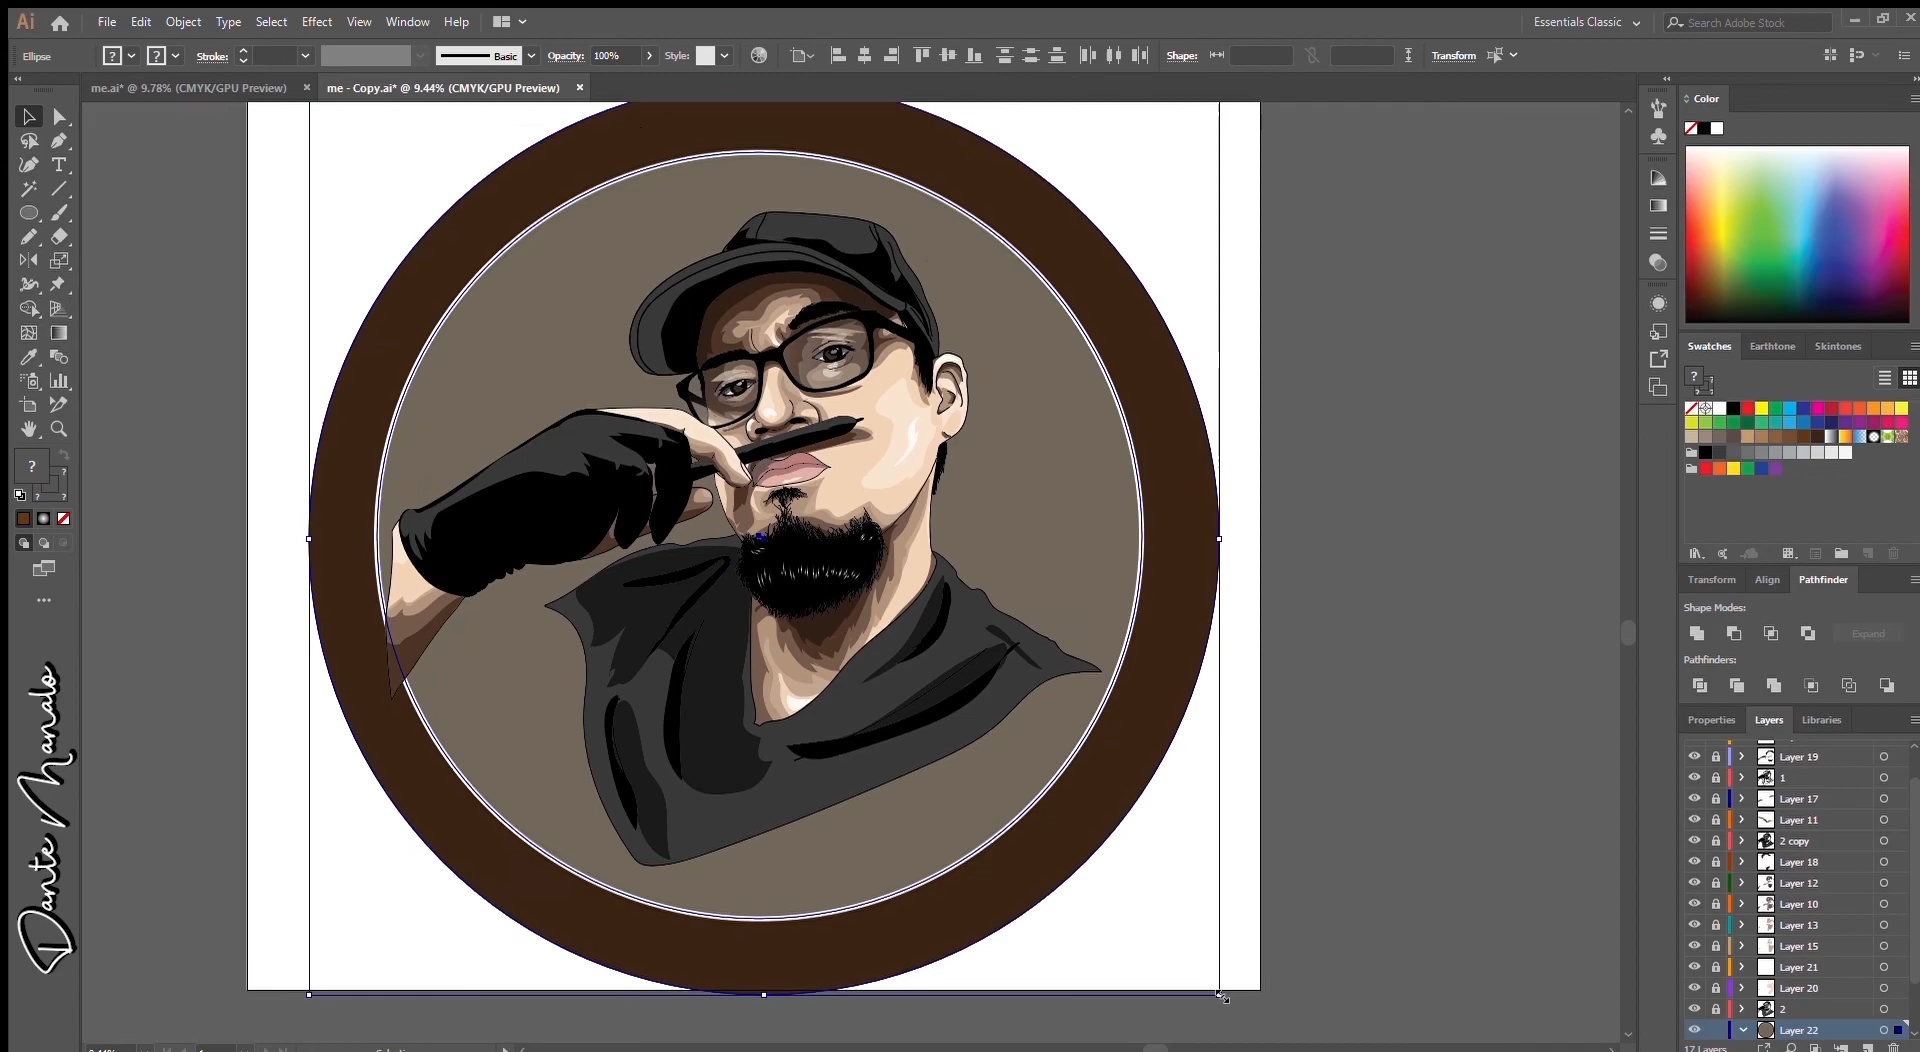 Ai File Edit Object Type Select Effect View Window Help Essentials Classic Search Adobe Stock
Ellipse ? ? Stroke: Basic Opacity: 100% Style: Shape: Transform
me.ai* @ 9.78% (CMYK/GPU Preview) × me - Copy.ai* @ 9.44% (CMYK/GPU Preview) ×
Color
Swatches Earthtone Skintones
?
Transform Align Pathfinder
Shape Modes:
Expand
Pathfinders:
Properties Layers Libraries
Layer 19
1
Layer 17
Layer 11
2 copy
Layer 18
Layer 12
Layer 10
Layer 13
Layer 15
Layer 21
Layer 20
2
Layer 22
17 Layers
Dante Manalo